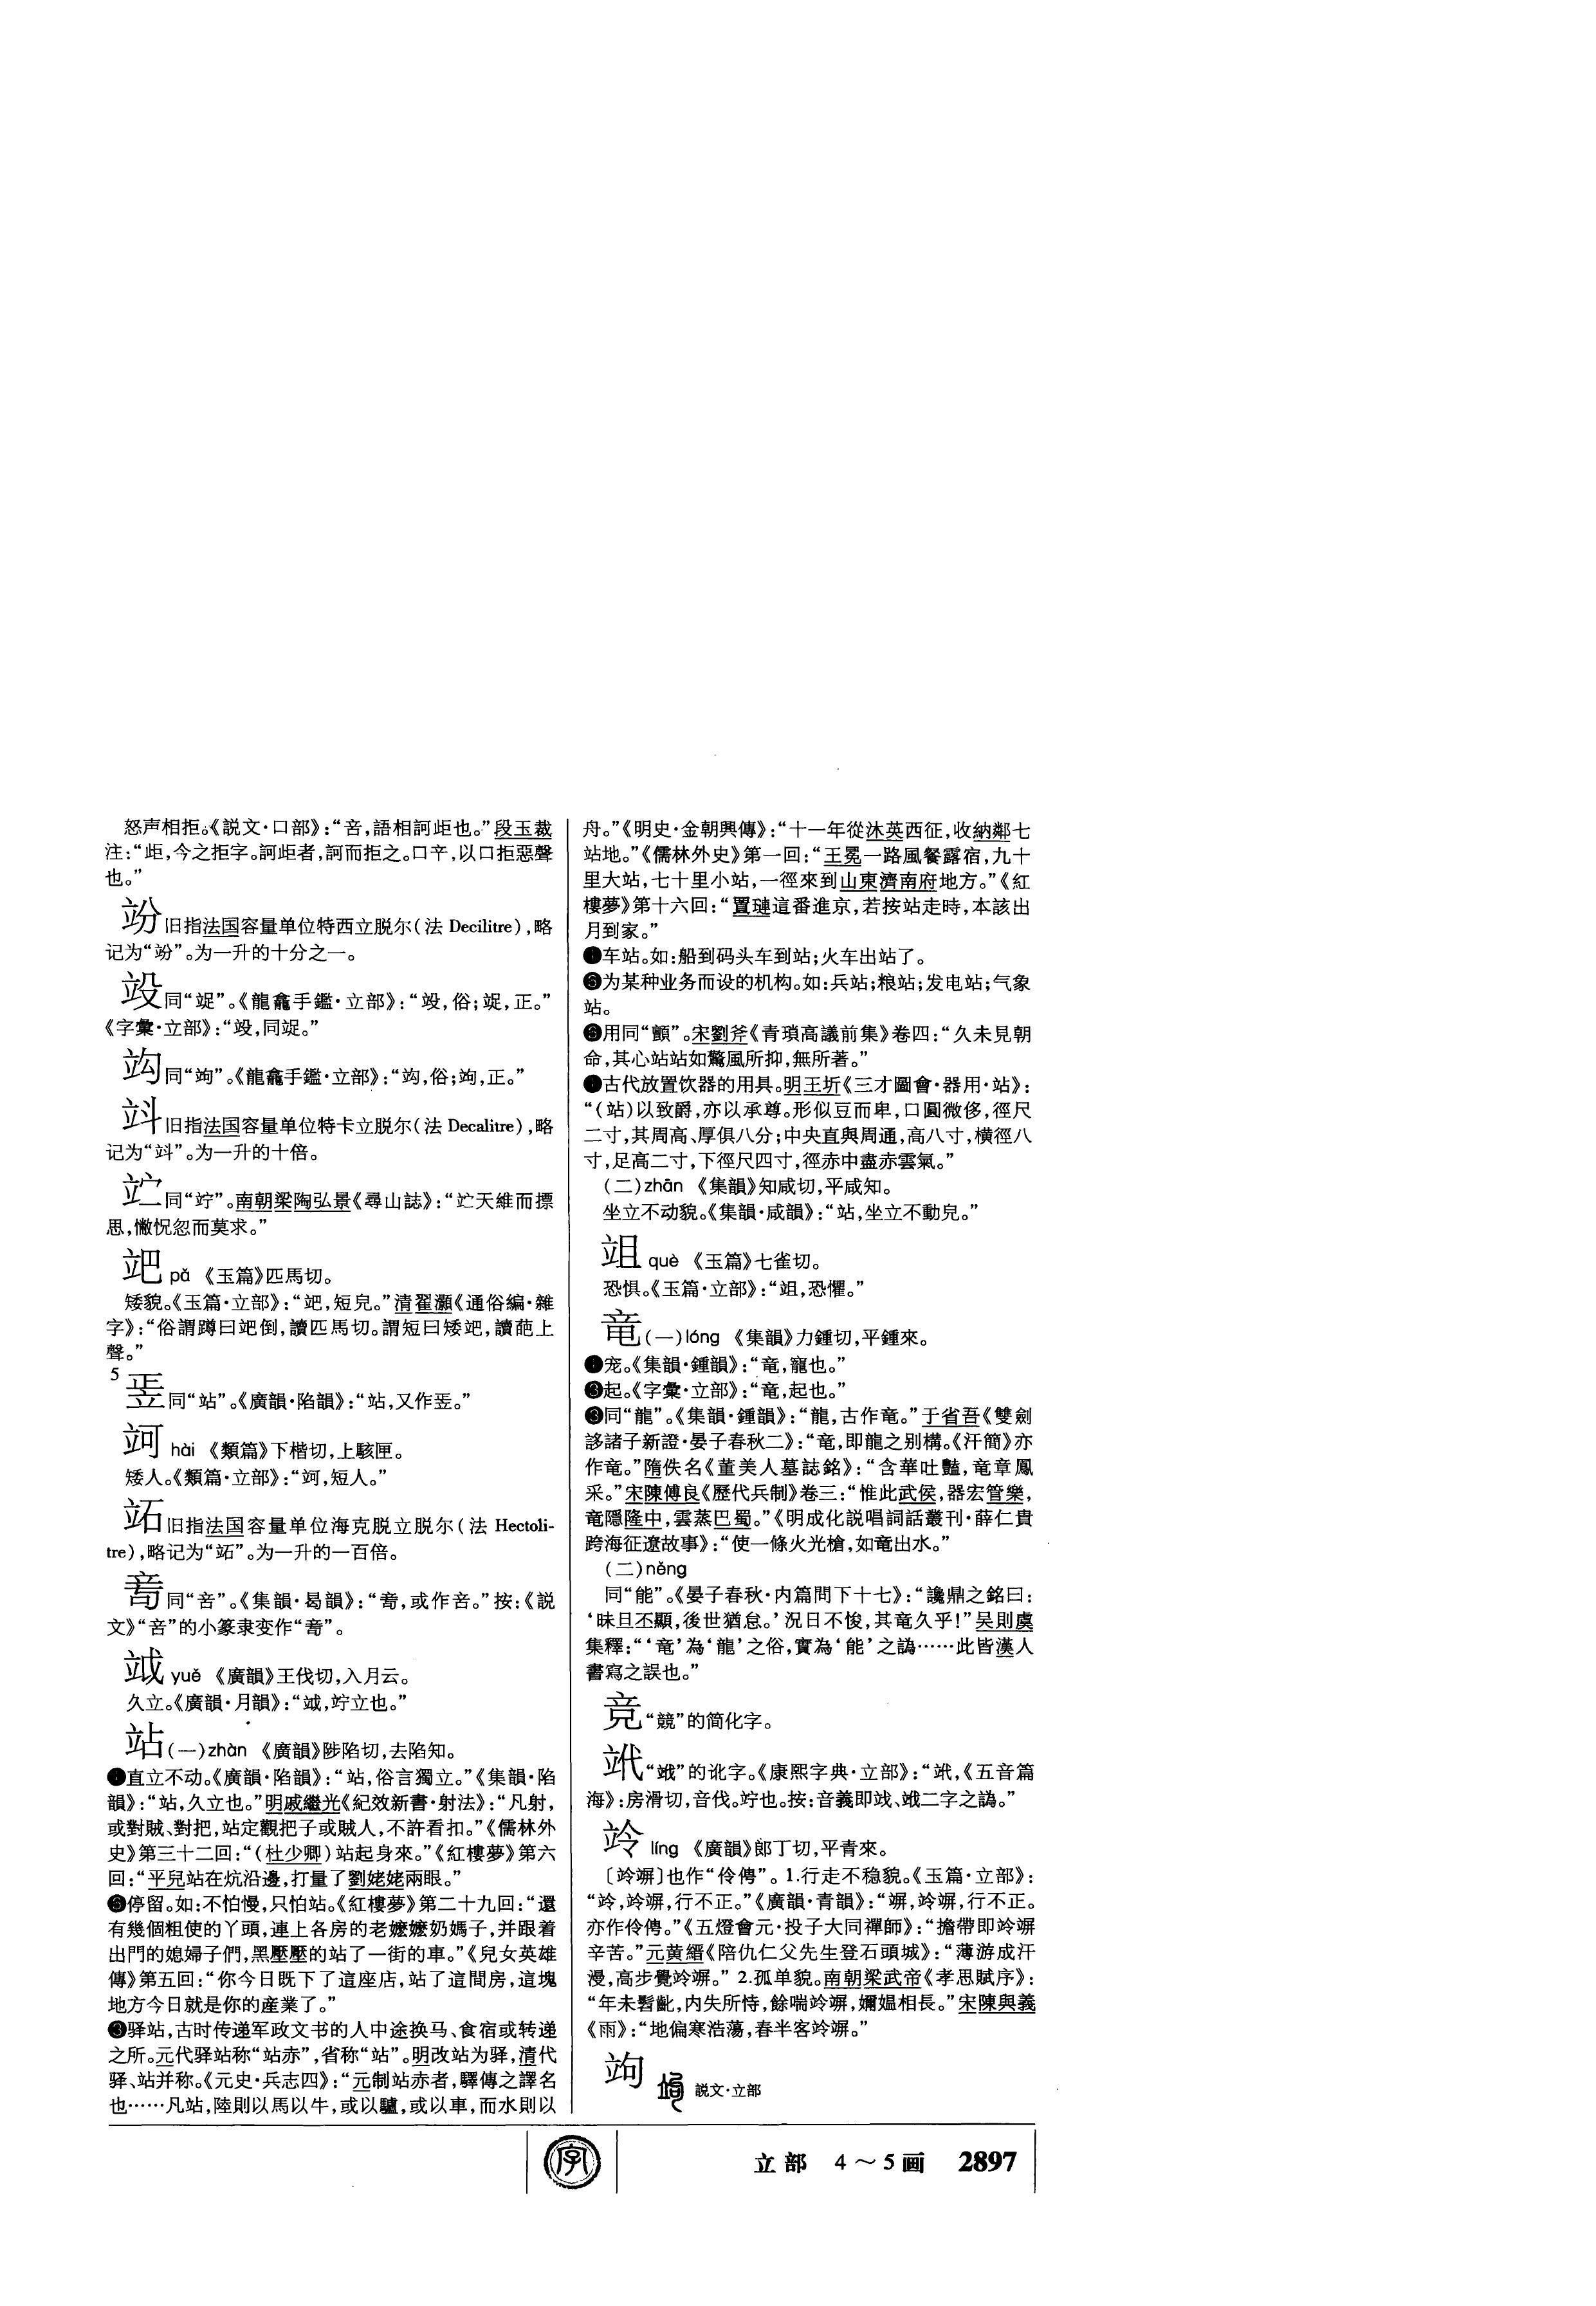 怒声相拒。《説文·口部》：“咅，語相訶歫也。”段玉裁
注：“歫，今之拒字。訶歫者，訶而拒之。口䇂，以口拒惡聲
也。”
竕旧指法国容量单位特西立脱尔（法 Decilitre），略
记为“竕”。为一升的十分之一。
同“竐”。《龍龕手鑑·立部》：
《字彙·立部》：
竘同“竘”。《龍龕手鑑·立部》：
竍旧指法国容量单位特卡立脱尔（法 Decalitre），略
记为“竍”。为一升的十倍。
同“竚”。南朝梁陶弘景《尋山誌》：“天維而摽
思，憿怳忽而莫求。”
竓 pǎ 《玉篇》匹馬切。
矮貌。《玉篇·立部》：“短皃。”清翟灝《通俗編·雜
字》：“俗謂蹲曰䇑倒，讀匹馬切。謂短曰矮䇑，讀葩上
聲。”
5
同“站”。《廣韻·陷韻》：“站，又作
䇋 hài 《類篇》下楷切，上駭匣。
矮人。《類篇·立部》：“短人。”
䇉旧指法国容量单位海克脱立脱尔（法 Hectoli-
tre），略记为“竡”。为一升的一百倍。
同“咅”。《集韻·曷韻》：“或作咅。”按：《説
文》“咅”的小篆隶变作
䇌 yuě 《廣韻》王伐切，入月云。
久立。《廣韻·月韻》：“竚立也。”
站（一）zhàn 《廣韻》陟陷切，去陷知。
❶直立不动。《廣韻·陷韻》：“站，俗言獨立。”《集韻·陷
韻》：“站，久立也。”明戚繼光《紀效新書·射法》：“凡射，
或對賊、對把，站定觀把子或賊人，不許看扣。”《儒林外
史》第三十二回：“（杜少卿）站起身來。”《紅樓夢》第六
回：“平兒站在炕沿邊，打量了劉姥姥兩眼。”
❷停留。如：不怕慢，只怕站。《紅樓夢》第二十九回：“還
有幾個粗使的丫頭，連上各房的老嬤嬤奶媽子，并跟着
出門的媳婦子們，黑壓壓的站了一街的車。”《兒女英雄
傳》第五回：“你今日既下了這座店，站了這間房，這塊
地方今日就是你的産業了。”
❸驿站，古时传递军政文书的人中途换马、食宿或转递
之所。元代驿站称“站赤”，省称“站”。明改站为驿，清代
驿、站并称。《元史·兵志四》：“元制站赤者，驛傳之譯名
也……凡站，陸則以馬以牛，或以驢，或以車，而水則以
舟。”《明史·金朝興傳》：“十一年從沐英西征，收納鄰七
站地。”《儒林外史》第一回：“王冕一路風餐露宿，九十
里大站，七十里小站，一徑來到山東濟南府地方。”《紅
樓夢》第十六回：“賈璉這番進京，若按站走時，本該出
月到家。”
❹车站。如：船到码头车到站；火车出站了。
❺为某种业务而设的机构。如：兵站；粮站；发电站；气象
站。
❻用同“顫”。宋劉斧《青瑣高議前集》卷四：“久未見朝
命，其心站站如驚風所抑，無所著。”
❼古代放置饮器的用具。明王圻《三才圖會·器用·站》：
“（站）以致爵，亦以承尊。形似豆而卑，口圓微侈，徑尺
二寸，其周高、厚俱八分；中央直與周通，高八寸，横徑八
寸，足高二寸，下徑尺四寸，徑赤中盡赤雲氣。”
（二）zhān 《集韻》知咸切，平咸知。
坐立不动貌。《集韻·咸韻》：“站，坐立不動皃。”
què 《玉篇》七雀切。
恐惧。《玉篇·立部》：“恐懼。”
竜（一）lóng 《集韻》力鍾切，平鍾來。
❶宠。《集韻·鍾韻》：“竜，寵也。”
❷起。《字彙·立部》：“竜，起也。”
❸同“龍”。《集韻·鍾韻》：“龍，古作竜。”于省吾《雙劍
誃諸子新證·晏子春秋二》：“竜，即龍之别構。《汗簡》亦
作竜。”隋佚名《董美人墓誌銘》：“含華吐豔，竜章鳳
采。”宋陳傅良《歷代兵制》卷三：“惟此武侯，器宏管樂，
竜隱隆中，雲蒸巴蜀。”《明成化説唱詞話叢刊·薛仁貴
跨海征遼故事》：“使一條火光槍，如竜出水。”
（二）něng
同“能”。《晏子春秋·内篇問下十七》：“讒鼎之銘曰：
‘昧旦丕顯，後世猶怠。’況日不悛，其竜久乎！”吴則虞
集釋：“‘竜’為‘龍’之俗，實為‘能’之譌……此皆漢人
書寫之誤也。”
竞“競”的简化字。
的讹字。《康熙字典·立部》：“《五音篇
海》：房滑切，音伐。竚也。按：音義即二字之譌。”
竛 líng 《廣韻》郎丁切，平青來。
〔竛竮〕也作“伶俜”。1.行走不稳貌。《玉篇·立部》：
“竛，竛竮，行不正。”《廣韻·青韻》：“竮，竛竮，行不正。
亦作伶俜。”《五燈會元·投子大同禪師》：“擔帶即竛竮
辛苦。”元黄縉《陪仇仁父先生登石頭城》：“薄游成汗
漫，高步覺竛竮。” 2.孤单貌。南朝梁武帝《孝思賦序》：
“年未髫齔，内失所恃，餘喘竛竮，嬭媪相長。”宋陳與義
《雨》：“地偏寒浩蕩，春半客竛竮。”
竘 説文·立部
字
立部 4～5画 2897